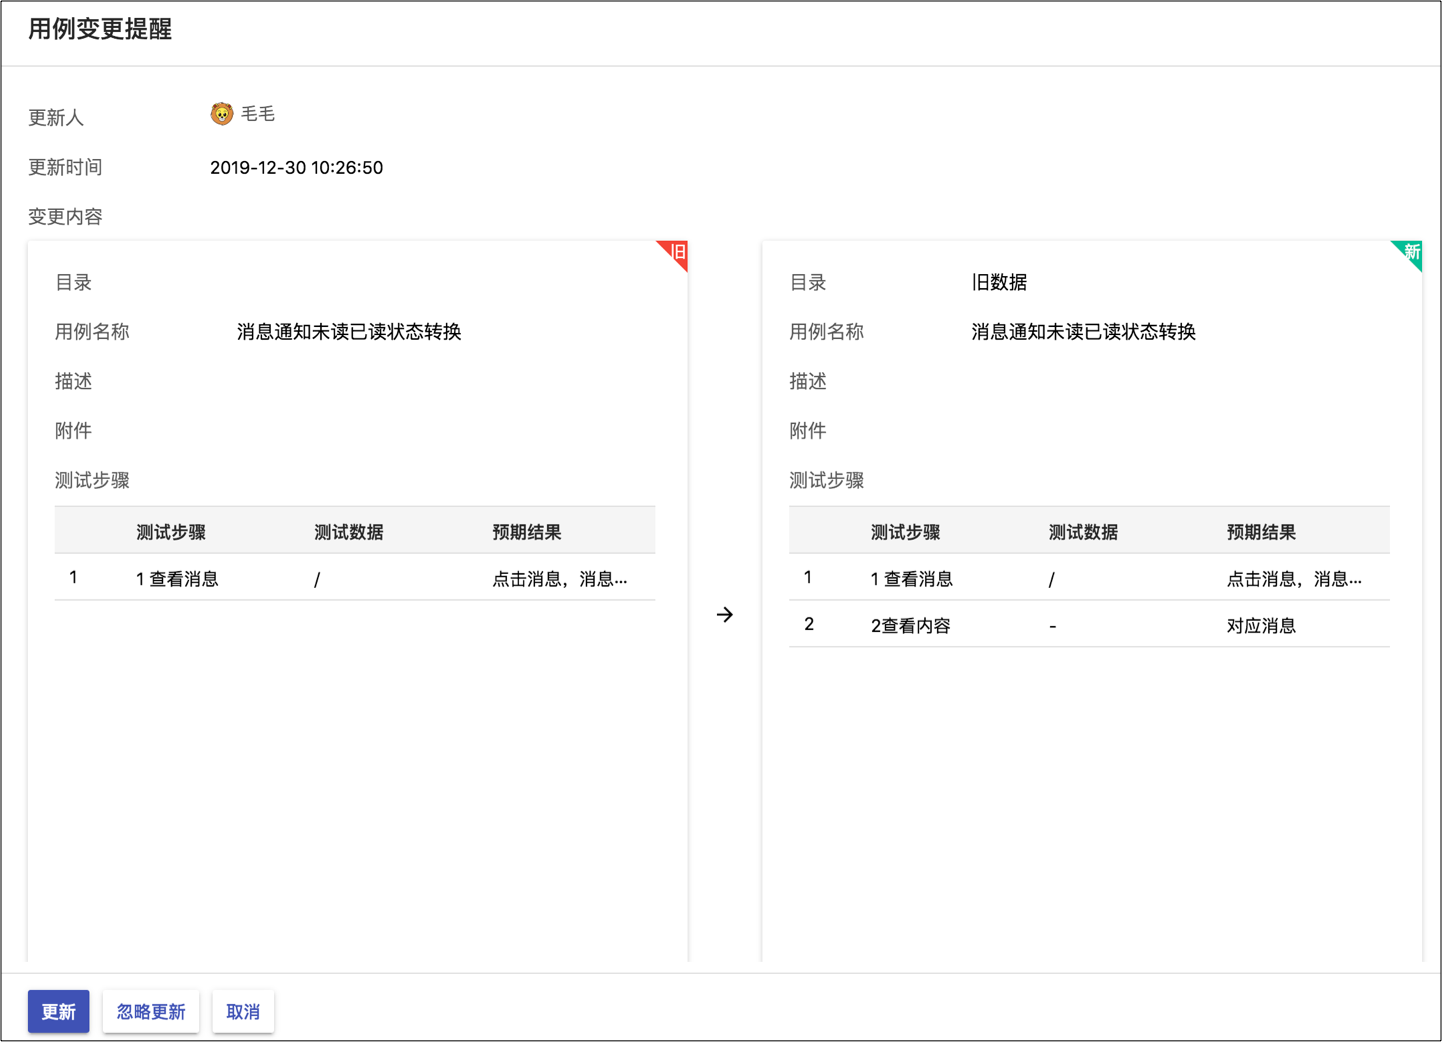 用例变更提醒
更新人 毛毛
更新时间 2019-12-30 10:26:50
变更内容
旧
目录
用例名称 消息通知未读已读状态转换
描述
附件
测试步骤
测试步骤 测试数据 预期结果
1 1 查看消息 / 点击消息，消息...
→
新
目录 旧数据
用例名称 消息通知未读已读状态转换
描述
附件
测试步骤
测试步骤 测试数据 预期结果
1 1 查看消息 / 点击消息，消息...
2 2查看内容 - 对应消息
更新 忽略更新 取消